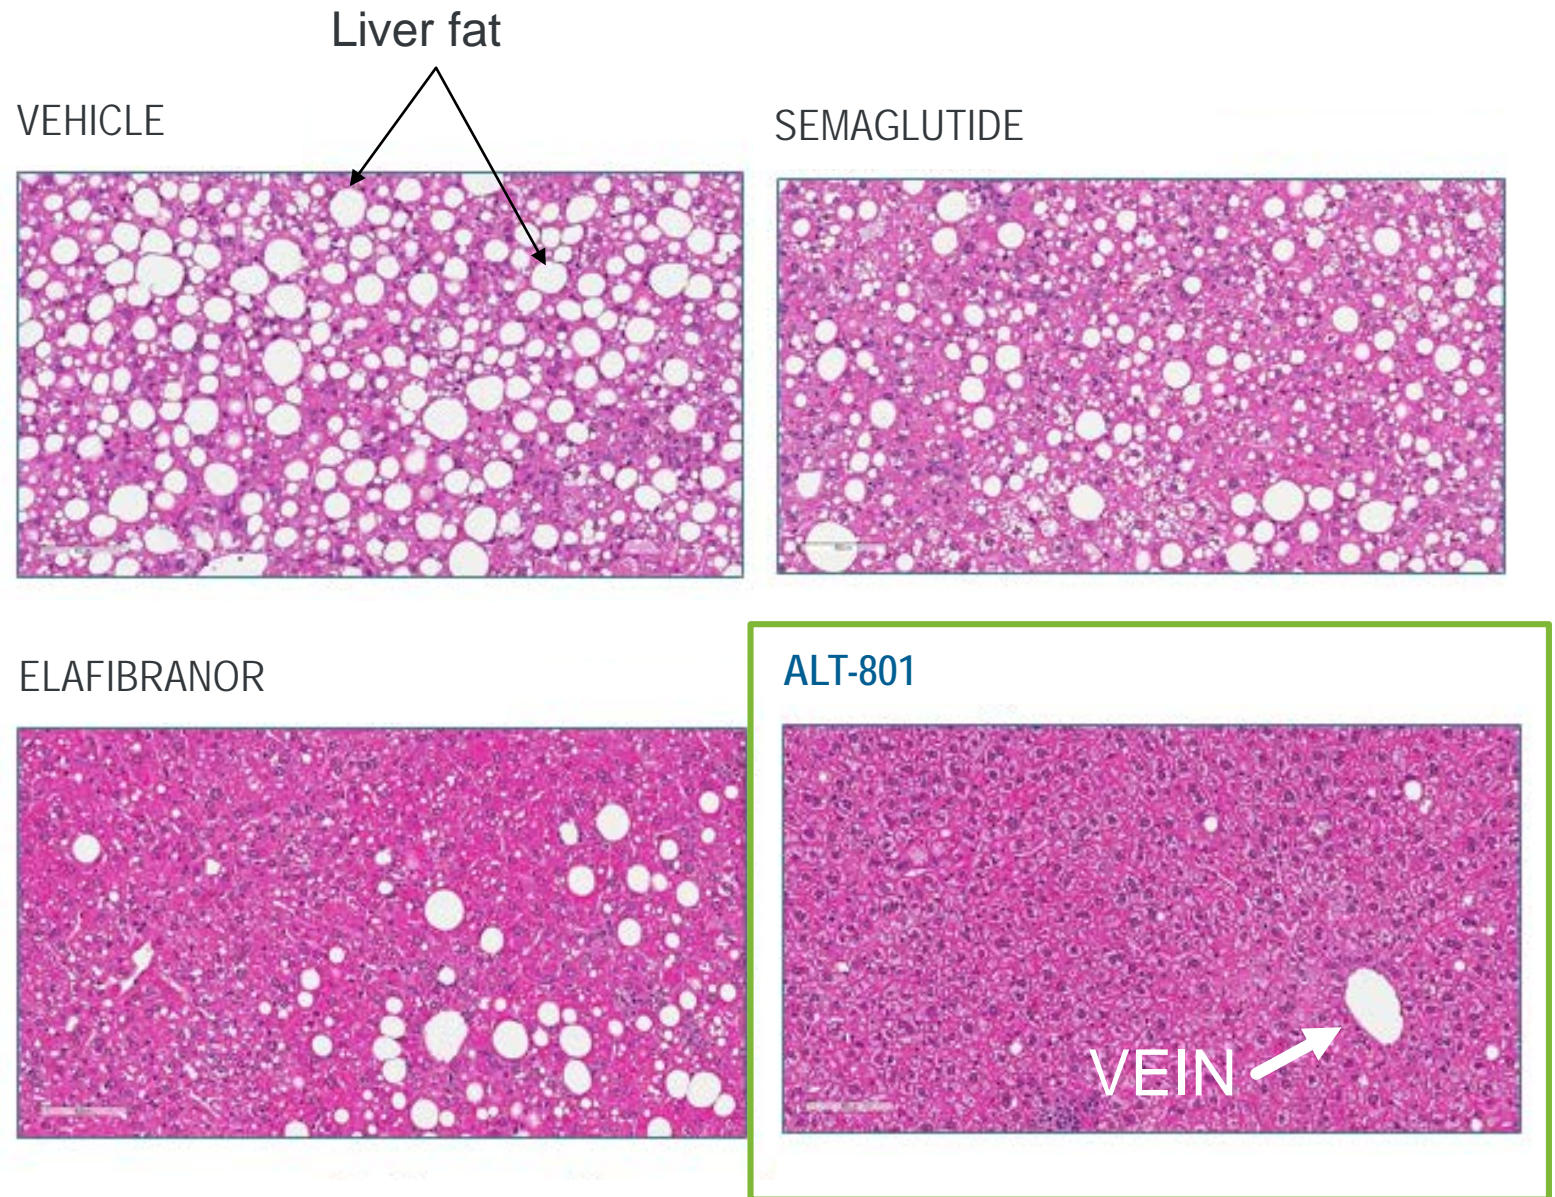 Liver fat
VEHICLE
SEMAGLUTIDE
ELAFIBRANOR
ALT-801
VEIN